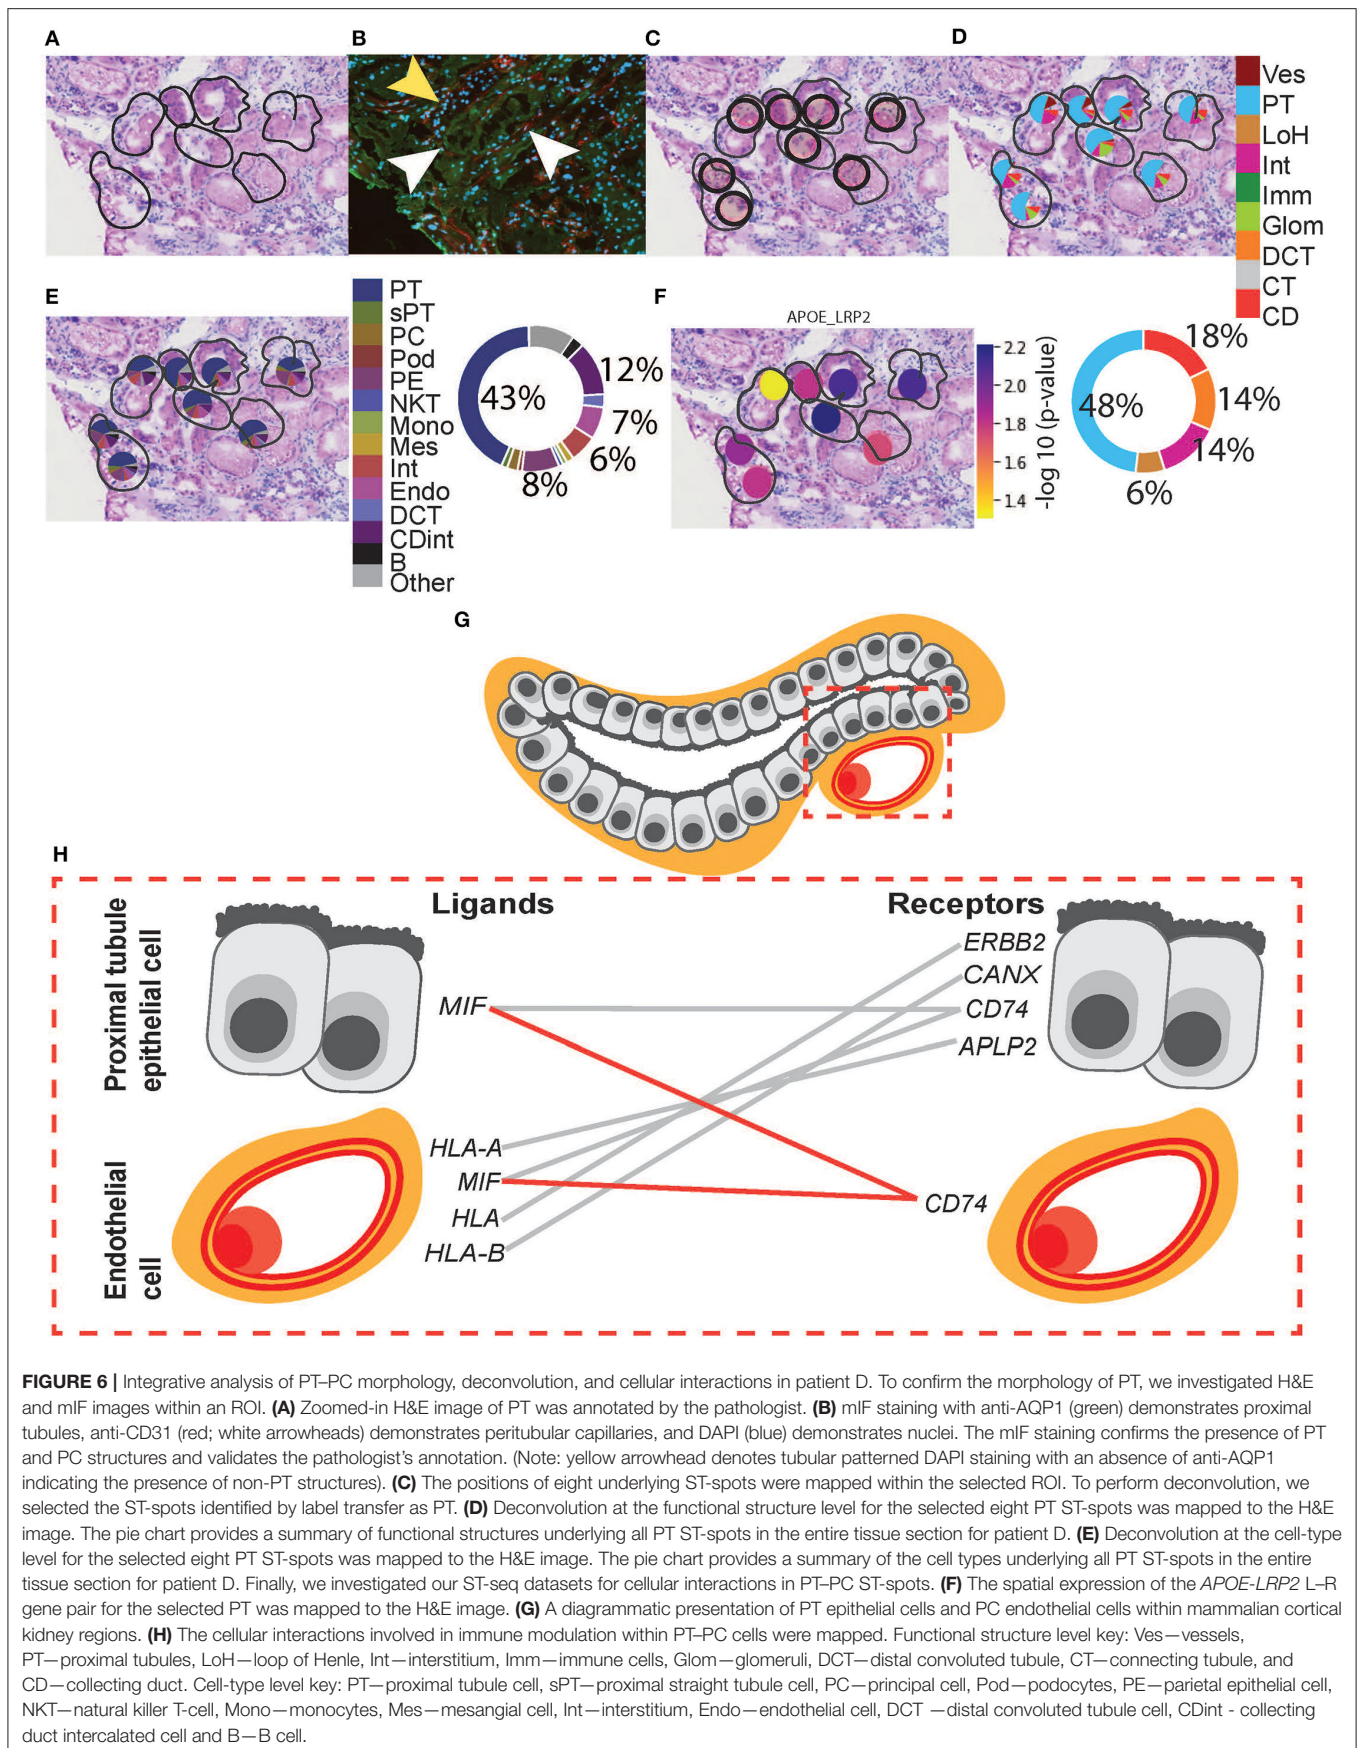 A
B
C
D
Ves
PT
LoH
Int
Imm
Glom
DCT
CT
CD
E
PT
sPT
PC
Pod
PE
NKT
Mono
Mes
Int
Endo
DCT
CDint
B
Other
43%
12%
7%
6%
8%
F
APOE_LRP2
2.2
2.0
1.8
1.6
1.4
-log 10 (p-value)
48%
18%
14%
14%
6%
G
H
Proximal tubule
epithelial cell
Ligands
Receptors
MIF
ERBB2
CANX
CD74
APLP2
Endothelial
cell
HLA-A
MIF
HLA
HLA-B
CD74
FIGURE 6 | Integrative analysis of PT–PC morphology, deconvolution, and cellular interactions in patient D. To confirm the morphology of PT, we investigated H&E
and mIF images within an ROI. (A) Zoomed-in H&E image of PT was annotated by the pathologist. (B) mIF staining with anti-AQP1 (green) demonstrates proximal
tubules, anti-CD31 (red; white arrowheads) demonstrates peritubular capillaries, and DAPI (blue) demonstrates nuclei. The mIF staining confirms the presence of PT
and PC structures and validates the pathologist's annotation. (Note: yellow arrowhead denotes tubular patterned DAPI staining with an absence of anti-AQP1
indicating the presence of non-PT structures). (C) The positions of eight underlying ST-spots were mapped within the selected ROI. To perform deconvolution, we
selected the ST-spots identified by label transfer as PT. (D) Deconvolution at the functional structure level for the selected eight PT ST-spots was mapped to the H&E
image. The pie chart provides a summary of functional structures underlying all PT ST-spots in the entire tissue section for patient D. (E) Deconvolution at the cell-type
level for the selected eight PT ST-spots was mapped to the H&E image. The pie chart provides a summary of the cell types underlying all PT ST-spots in the entire
tissue section for patient D. Finally, we investigated our ST-seq datasets for cellular interactions in PT–PC ST-spots. (F) The spatial expression of the APOE-LRP2 L–R
gene pair for the selected PT was mapped to the H&E image. (G) A diagrammatic presentation of PT epithelial cells and PC endothelial cells within mammalian cortical
kidney regions. (H) The cellular interactions involved in immune modulation within PT–PC cells were mapped. Functional structure level key: Ves—vessels,
PT—proximal tubules, LoH—loop of Henle, Int—interstitium, Imm—immune cells, Glom—glomeruli, DCT—distal convoluted tubule, CT—connecting tubule, and
CD—collecting duct. Cell-type level key: PT—proximal tubule cell, sPT—proximal straight tubule cell, PC—principal cell, Pod—podocytes, PE—parietal epithelial cell,
NKT—natural killer T-cell, Mono—monocytes, Mes—mesangial cell, Int—interstitium, Endo—endothelial cell, DCT —distal convoluted tubule cell, CDint - collecting
duct intercalated cell and B—B cell.